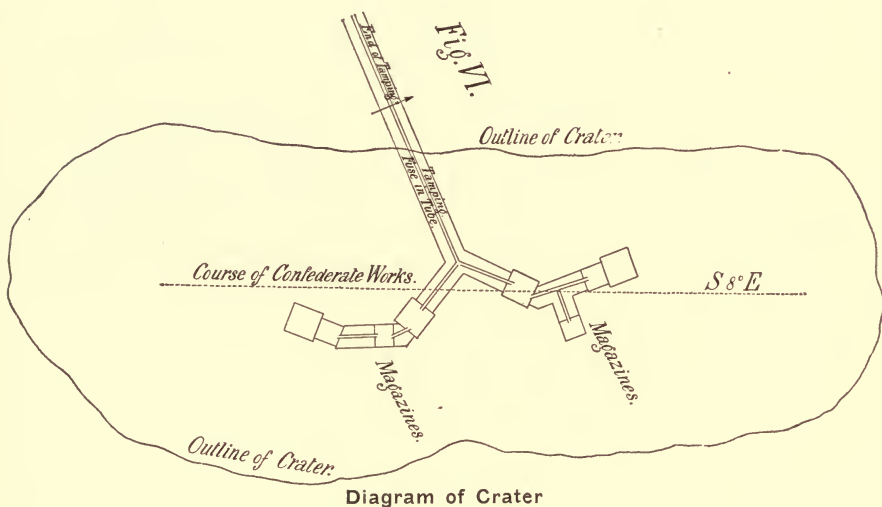 Fig. VI.
End of Tamping.
Outline of Crater.
Tamping
Fuse in Tube.
Course of Confederate Works.
S 8° E
Magazines.
Magazines.
Outline of Crater.
Diagram of Crater